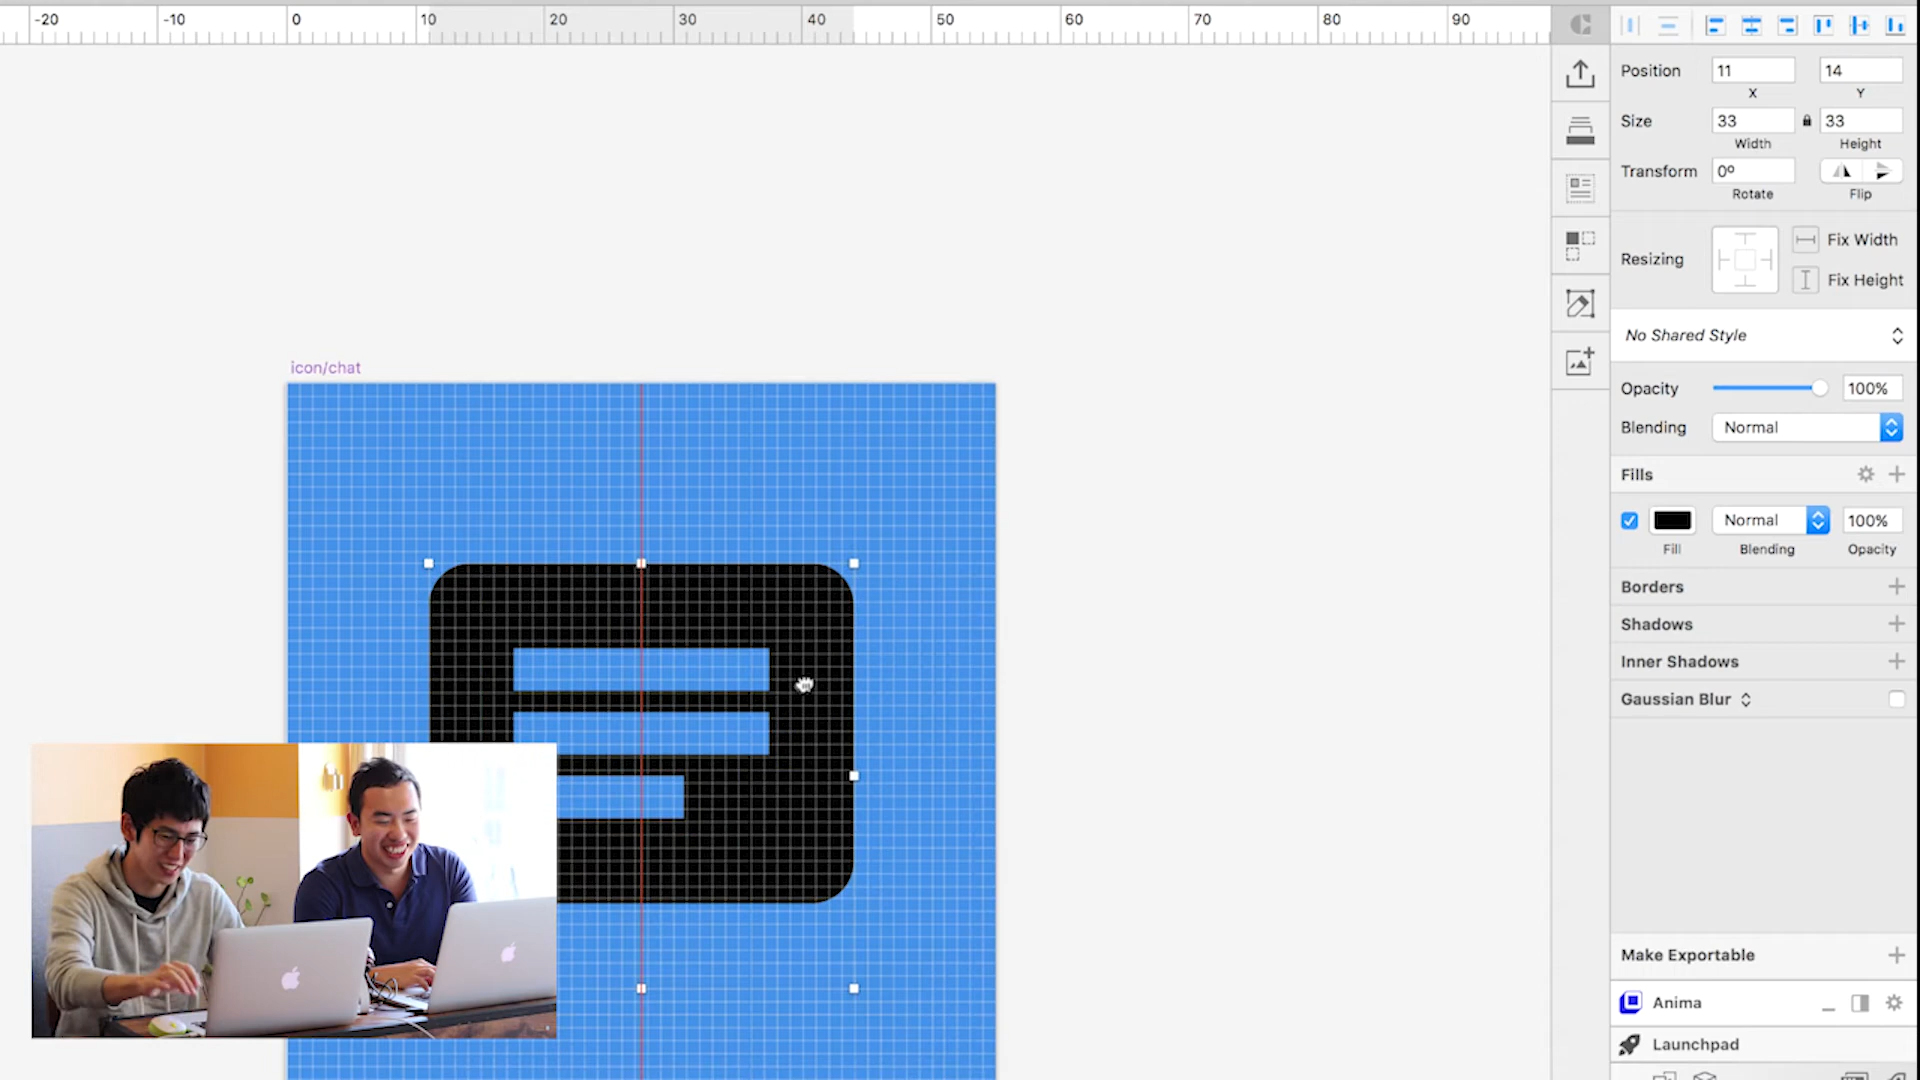 -20 -10 0 10 20 30 40 50 60 70 80 90
Position 11 14
X Y
Size 33 33
Width Height
Transform 0º
Rotate Flip
Resizing Fix Width
Fix Height
No Shared Style
icon/chat
Opacity 100%
Blending Normal
Fills
Normal 100%
Fill Blending Opacity
Borders
Shadows
Inner Shadows
Gaussian Blur
Make Exportable
Anima
Launchpad